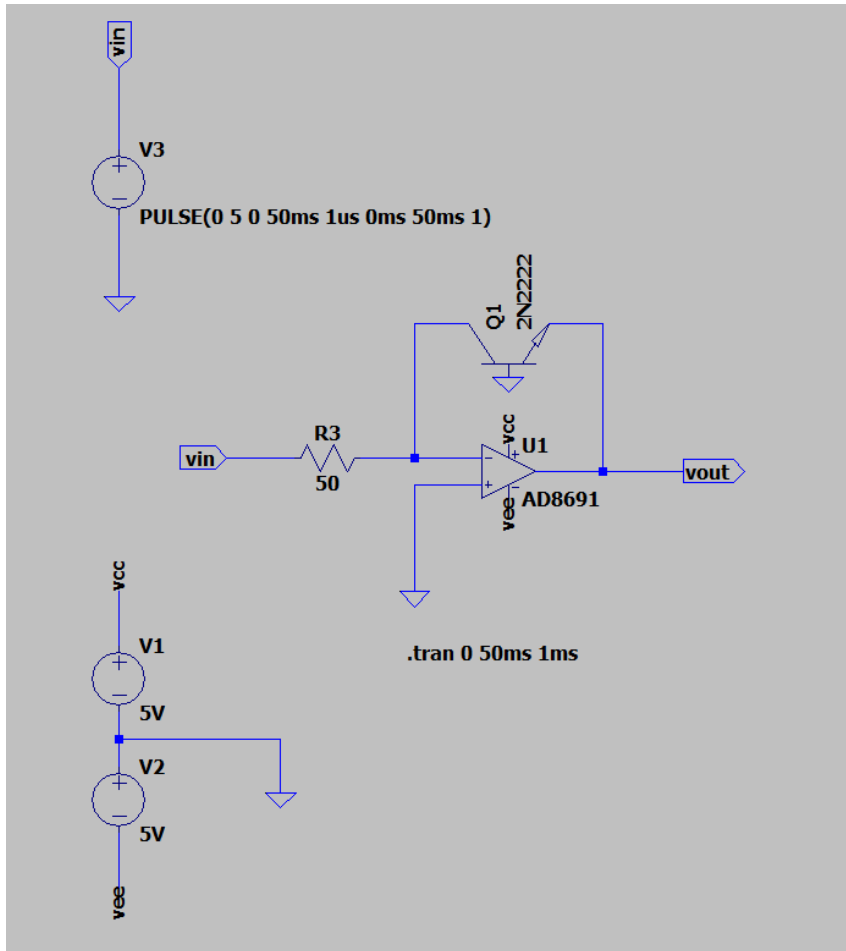 vin
V3
PULSE(0 5 0 50ms 1us 0ms 50ms 1)
Q1
2N2222
R3
vin
50
vcc
U1
vee
AD8691
vout
vcc
V1
5V
.tran 0 50ms 1ms
V2
5V
vee